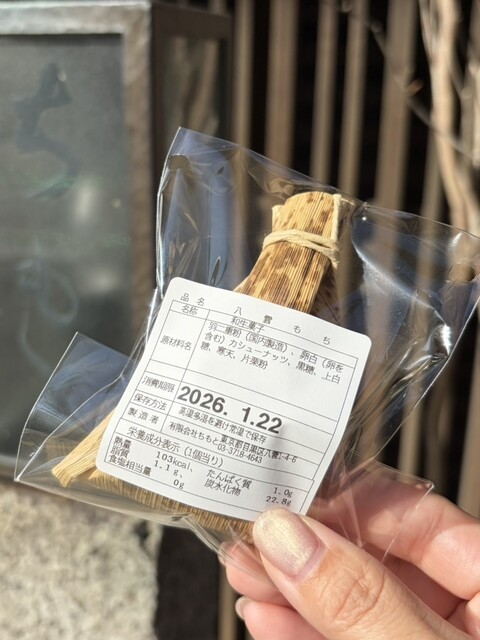 品名 八雲もち
名称 和生菓子
原材料名 羽二重粉(国内製造)、卵白(卵を
含む)カシューナッツ、黒糖、上白
糖、寒天、片栗粉
消費期限 2026. 1.22
保存方法 高温多湿を避け常温で保存
製造者 有限会社ちもと 東京都目黒区八雲1-4-6
03-3718-4643
栄養成分表示(1個当り)
熱量 103kcal、たんぱく質 1.0g
脂質 1.1g、炭水化物 22.8g
食塩相当量 0g